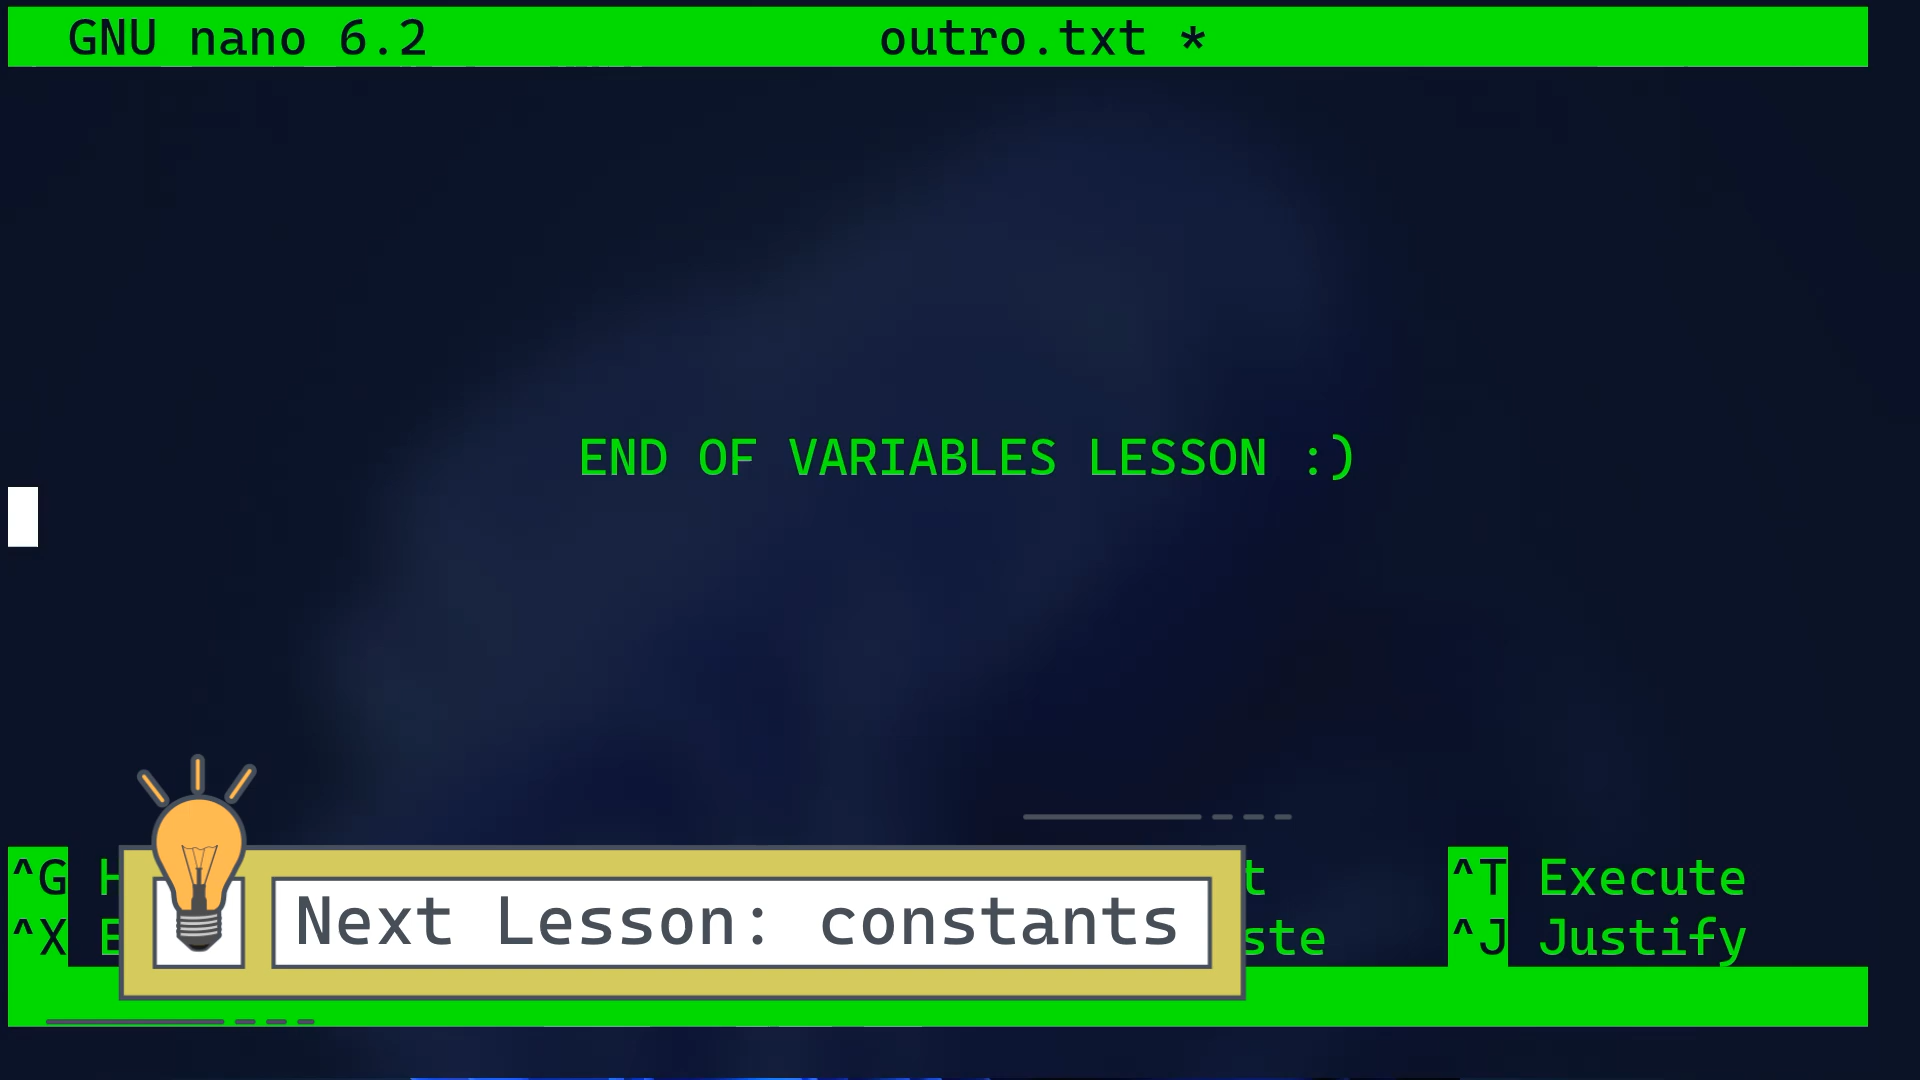 GNU nano 6.2 outro.txt *
END OF VARIABLES LESSON :)
^G ^T Execute
^X ^J Justify
Next Lesson: constants